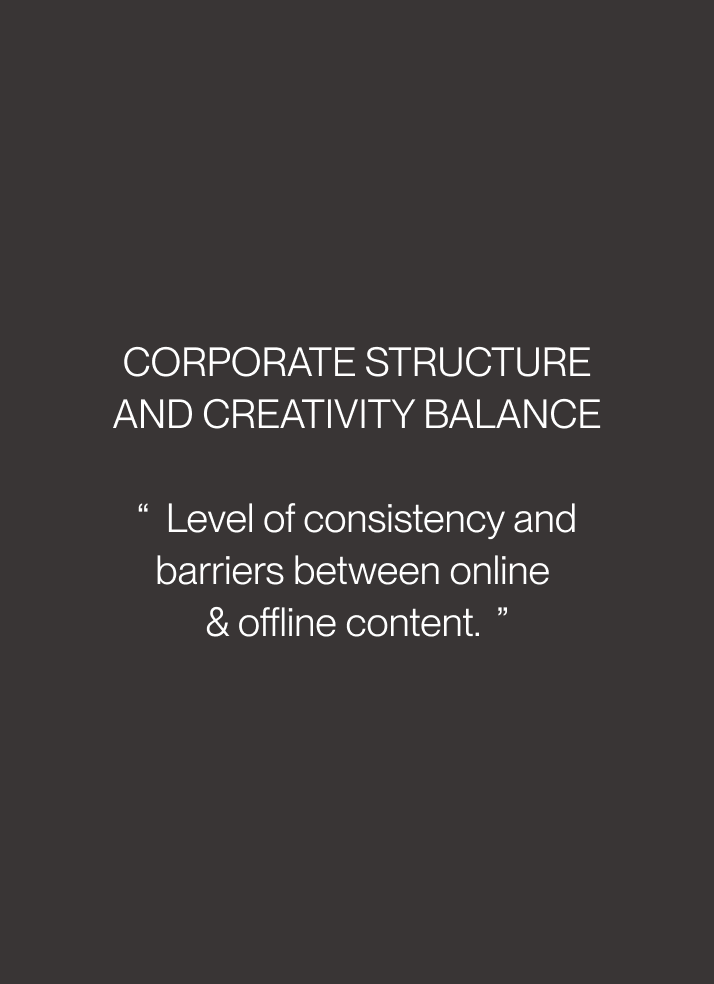 CORPORATE STRUCTURE
AND CREATIVITY BALANCE
“ Level of consistency and
barriers between online
& offline content. ”